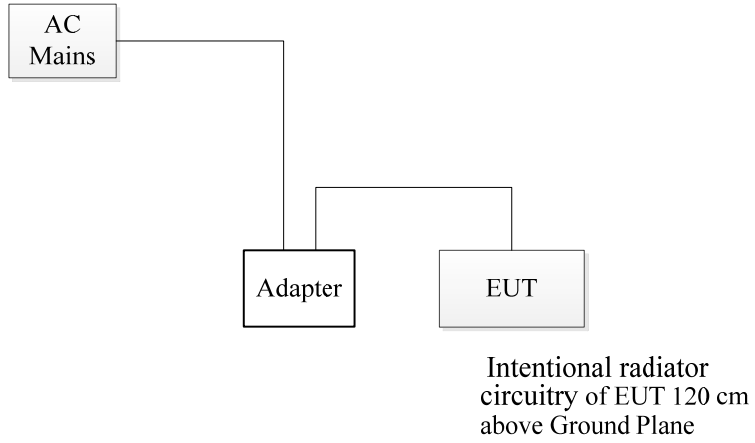 AC
Mains
Adapter
EUT
Intentional radiator
circuitry of EUT 120 cm
above Ground Plane